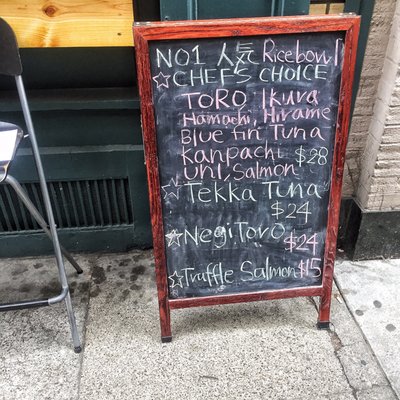 NO1 人気 Ricebowl
☆CHEF'S CHOICE
TORO, Ikura
Hamachi, Hirame
Blue fin Tuna
Kanpachi $28
Uni, Salmon
☆Tekka Tuna
$24
☆Negi Toro
$24
☆Truffle Salmon $15